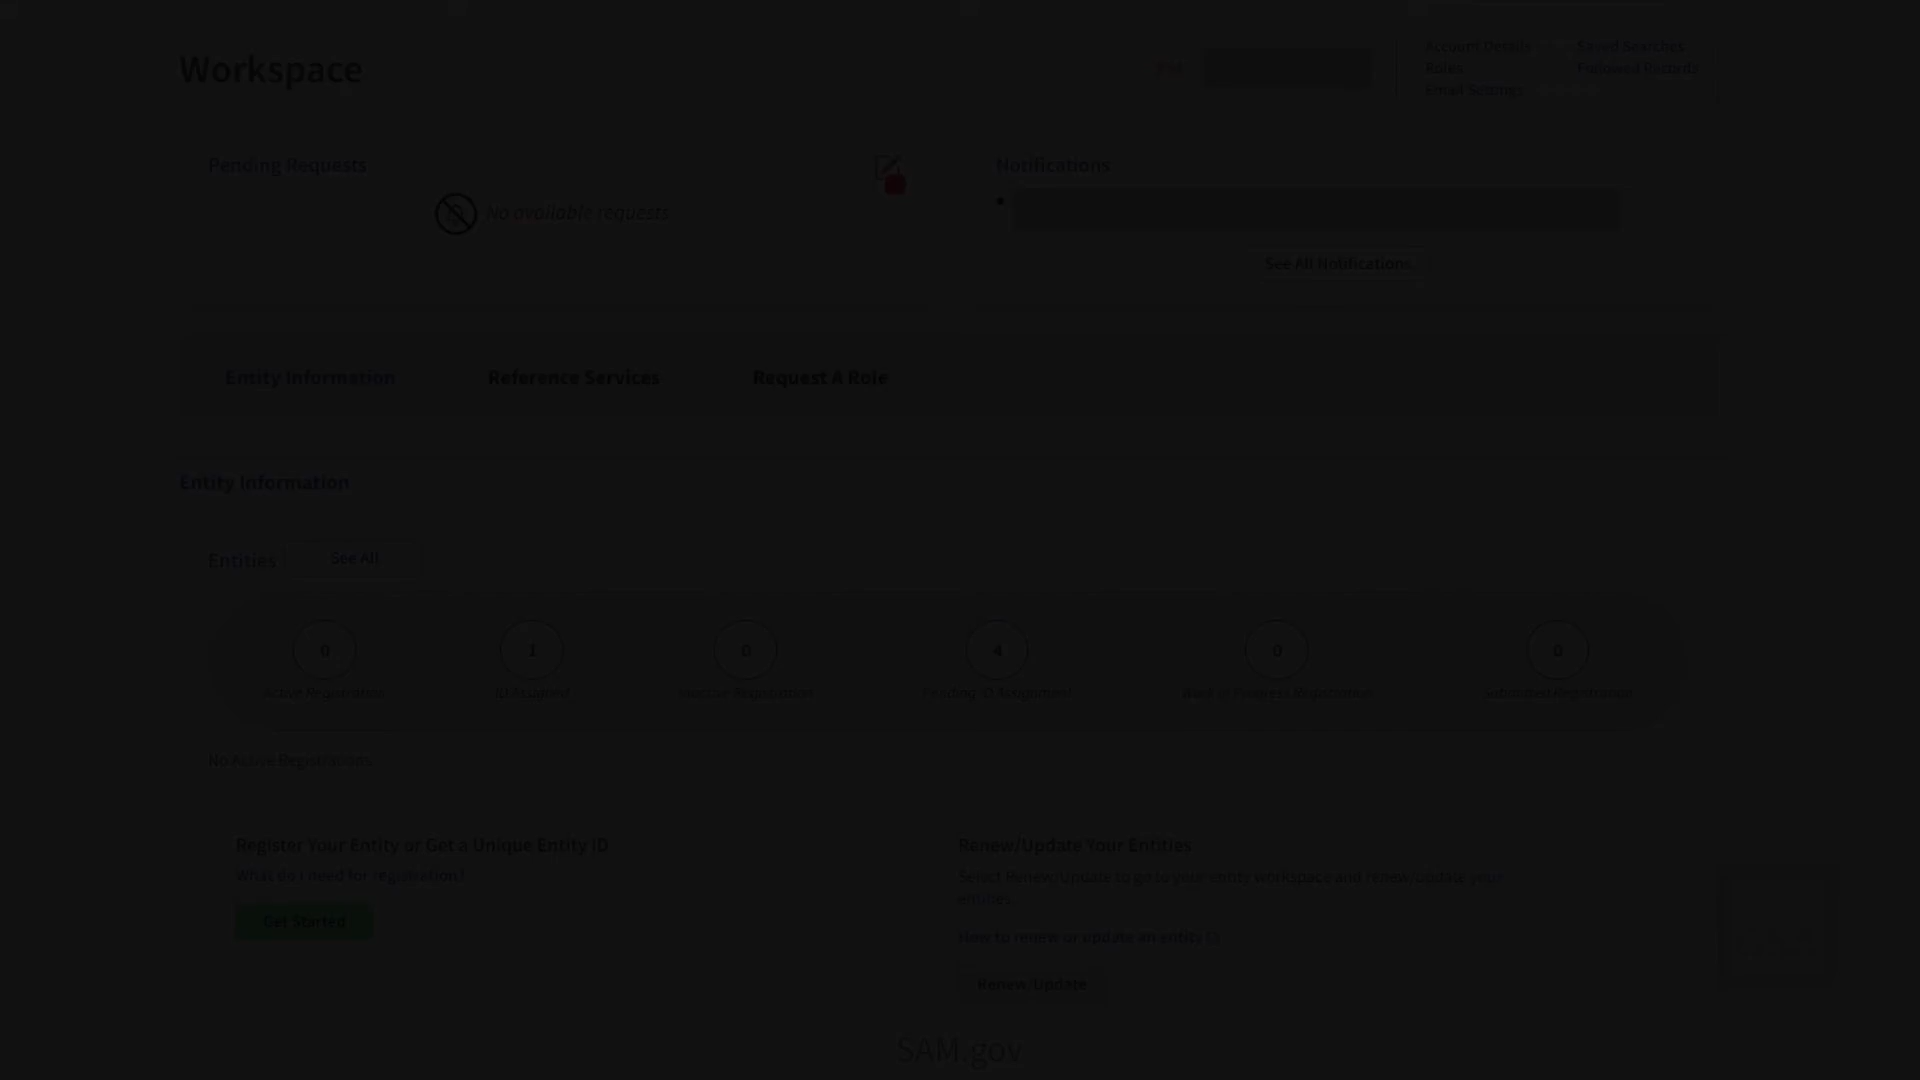 Workspace
Account Details
Saved Searches
Roles
Followed Records
Email Settings
Pending Requests
No available requests
Notifications
See All Notifications
Entity Information
Reference Services
Request A Role
Entity Information
Entities
See All
0
1
0
4
0
0
Active Registration
ID Assigned
Inactive Registration
Pending ID Assignment
Work in Progress Registration
Submitted Registration
No Active Registrations
Register Your Entity or Get a Unique Entity ID
What do I need for registration?
Get Started
Renew/Update Your Entities
Select Renew/Update to go to your entity workspace and renew/update your
entities.
How to renew or update an entity
Renew/Update
SAM.gov